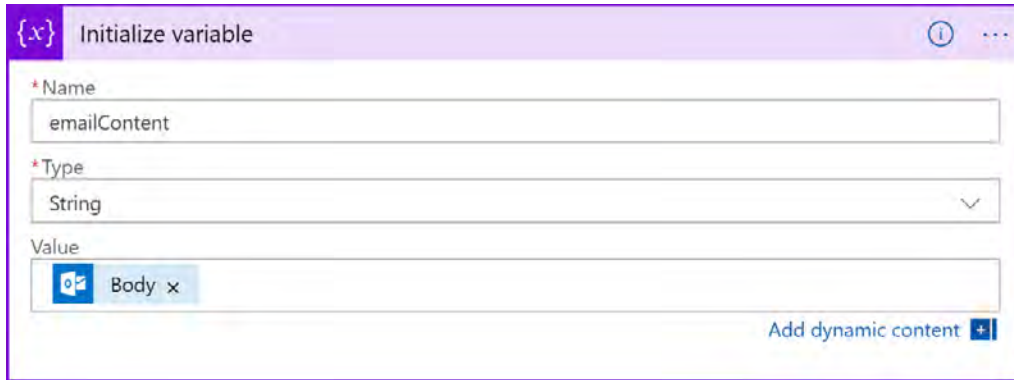 {x} Initialize variable
*Name
emailContent
*Type
String
Value
Body ×
Add dynamic content